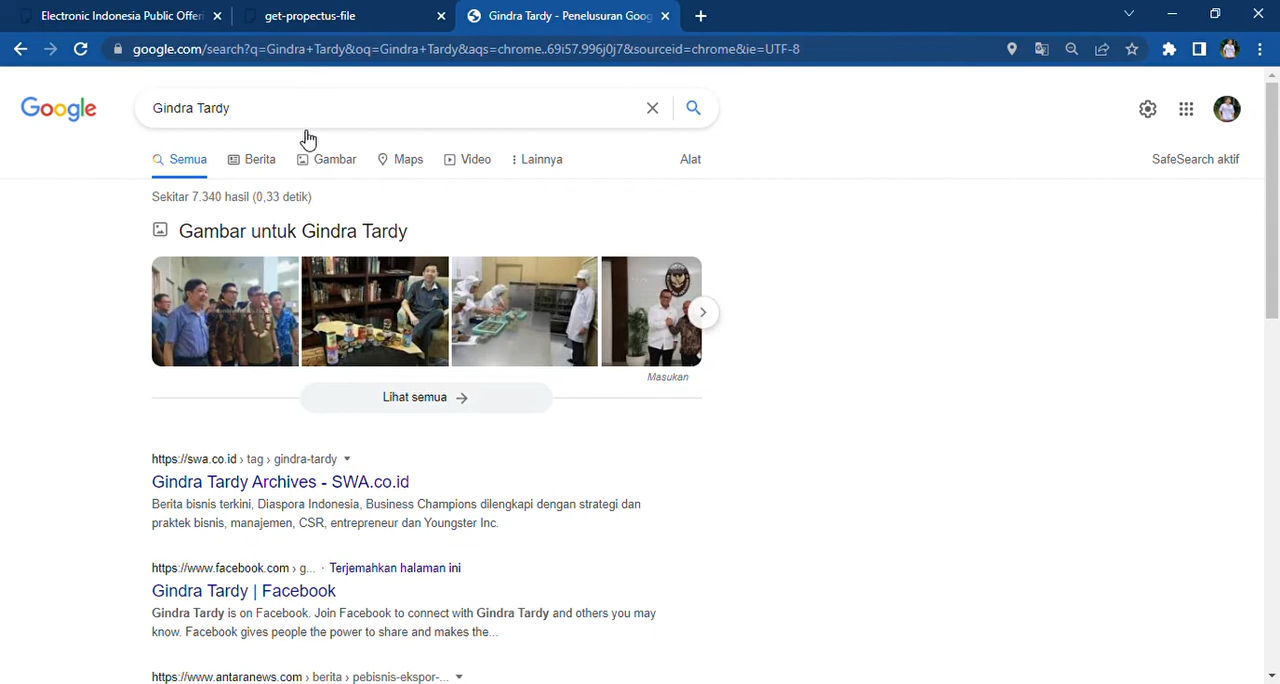 Electronic Indonesia Public Offeri
get-propectus-file
Gindra Tardy - Penelusuran Goog
google.com/search?q=Gindra+Tardy&oq=Gindra+Tardy&aqs=chrome..69i57.996j0j7&sourceid=chrome&ie=UTF-8
Google
Gindra Tardy
Semua
Berita
Gambar
Maps
Video
Lainnya
Alat
SafeSearch aktif
Sekitar 7.340 hasil (0,33 detik)
Gambar untuk Gindra Tardy
Masukan
Lihat semua
https://swa.co.id › tag › gindra-tardy
Gindra Tardy Archives - SWA.co.id
Berita bisnis terkini, Diaspora Indonesia, Business Champions dilengkapi dengan strategi dan
praktek bisnis, manajemen, CSR, entrepreneur dan Youngster Inc.
https://www.facebook.com › g... · Terjemahkan halaman ini
Gindra Tardy | Facebook
Gindra Tardy is on Facebook. Join Facebook to connect with Gindra Tardy and others you may
know. Facebook gives people the power to share and makes the...
https://www.antaranews.com › berita › pebisnis-ekspor-...